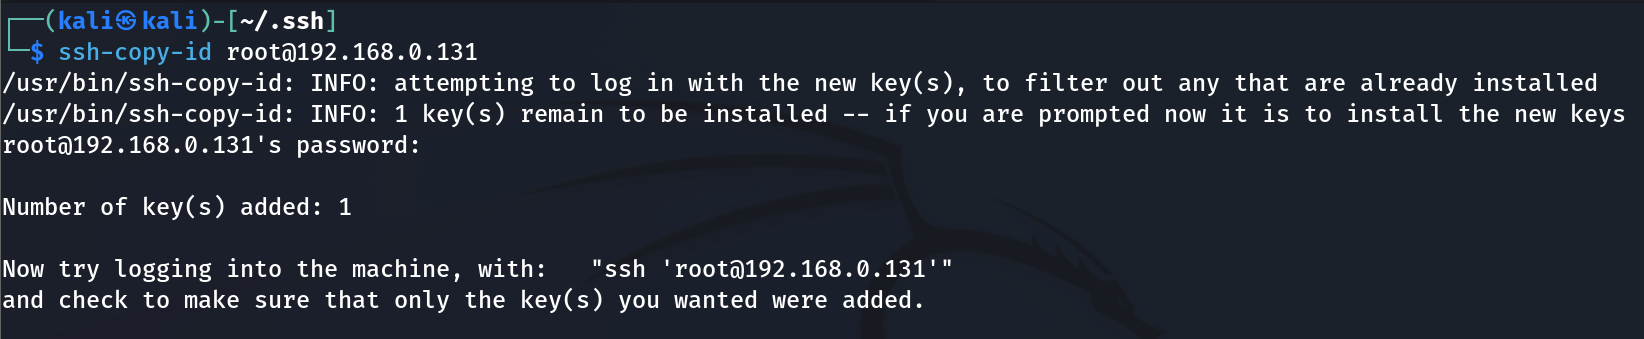 ┌──(kali㉿kali)-[~/.ssh]
└─$ ssh-copy-id root@192.168.0.131
/usr/bin/ssh-copy-id: INFO: attempting to log in with the new key(s), to filter out any that are already installed
/usr/bin/ssh-copy-id: INFO: 1 key(s) remain to be installed -- if you are prompted now it is to install the new keys
root@192.168.0.131's password:

Number of key(s) added: 1

Now try logging into the machine, with:   "ssh 'root@192.168.0.131'"
and check to make sure that only the key(s) you wanted were added.